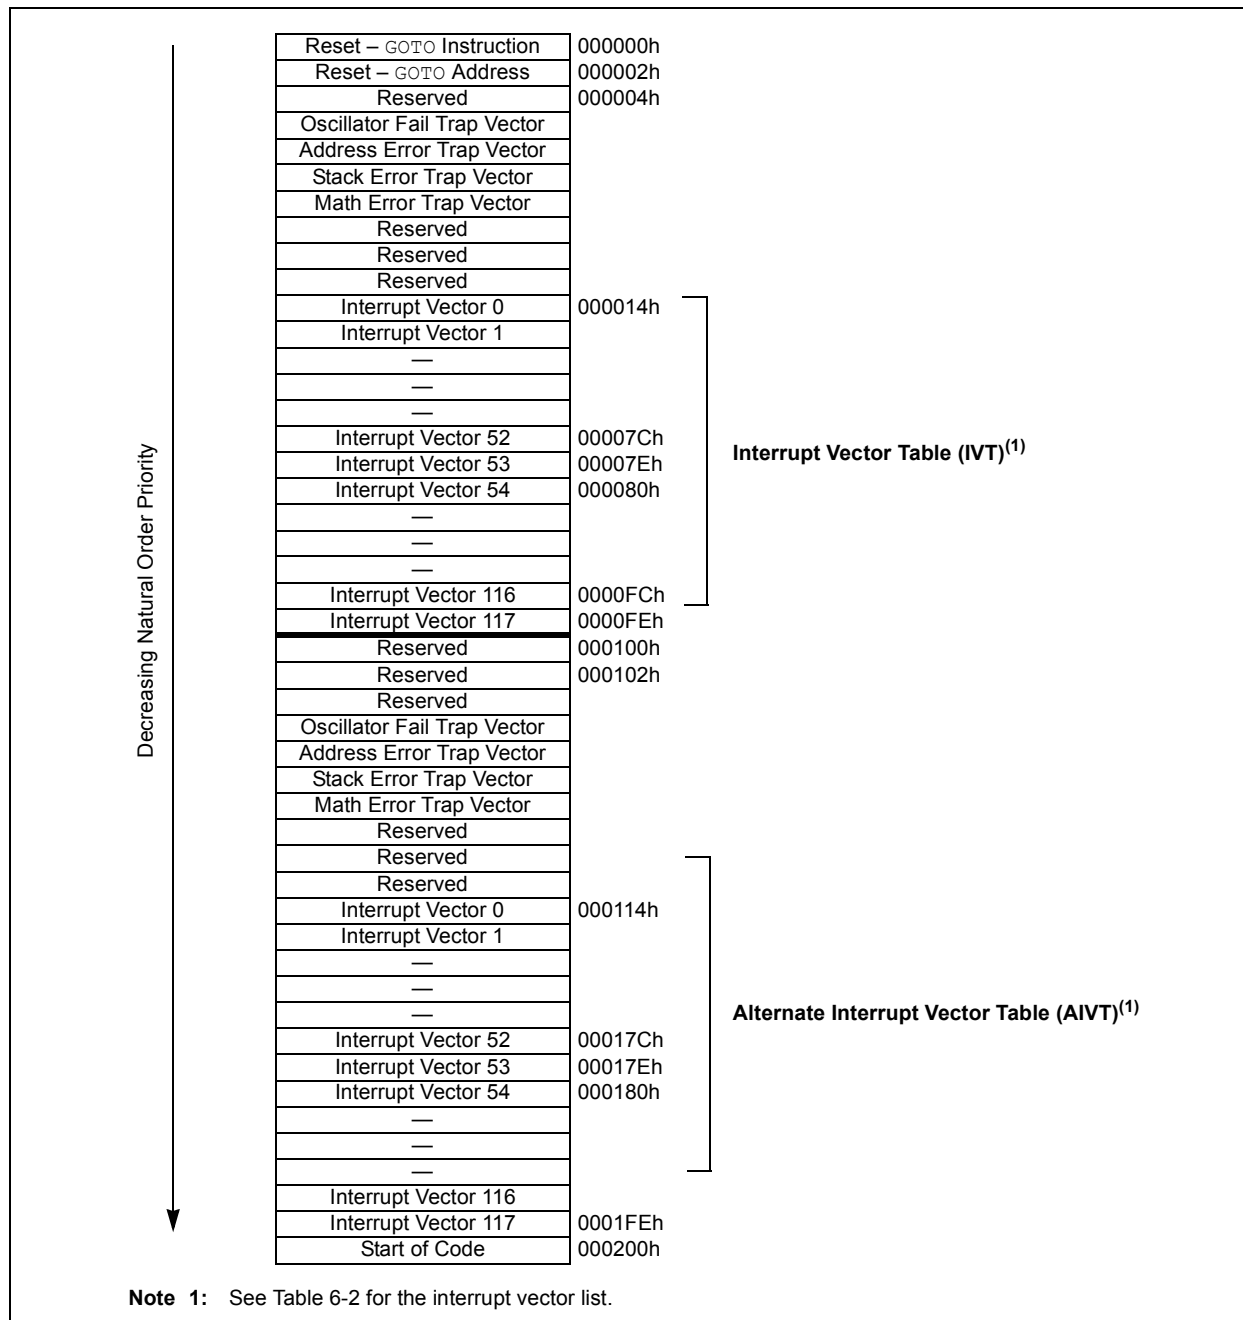 Reset – GOTO Instruction 000000h
Reset – GOTO Address 000002h
Reserved 000004h
Oscillator Fail Trap Vector
Address Error Trap Vector
Stack Error Trap Vector
Math Error Trap Vector
Reserved
Reserved
Reserved
Interrupt Vector 0 000014h
Interrupt Vector 1
—
—
—
Interrupt Vector 52 00007Ch
Interrupt Vector 53 00007Eh
Interrupt Vector 54 000080h
—
—
—
Interrupt Vector 116 0000FCh
Interrupt Vector 117 0000FEh
Interrupt Vector Table (IVT)(1)
Decreasing Natural Order Priority
Reserved 000100h
Reserved 000102h
Reserved
Oscillator Fail Trap Vector
Address Error Trap Vector
Stack Error Trap Vector
Math Error Trap Vector
Reserved
Reserved
Reserved
Interrupt Vector 0 000114h
Interrupt Vector 1
—
—
—
Interrupt Vector 52 00017Ch
Interrupt Vector 53 00017Eh
Interrupt Vector 54 000180h
—
—
—
Interrupt Vector 116
Interrupt Vector 117 0001FEh
Start of Code 000200h
Alternate Interrupt Vector Table (AIVT)(1)
Note 1: See Table 6-2 for the interrupt vector list.